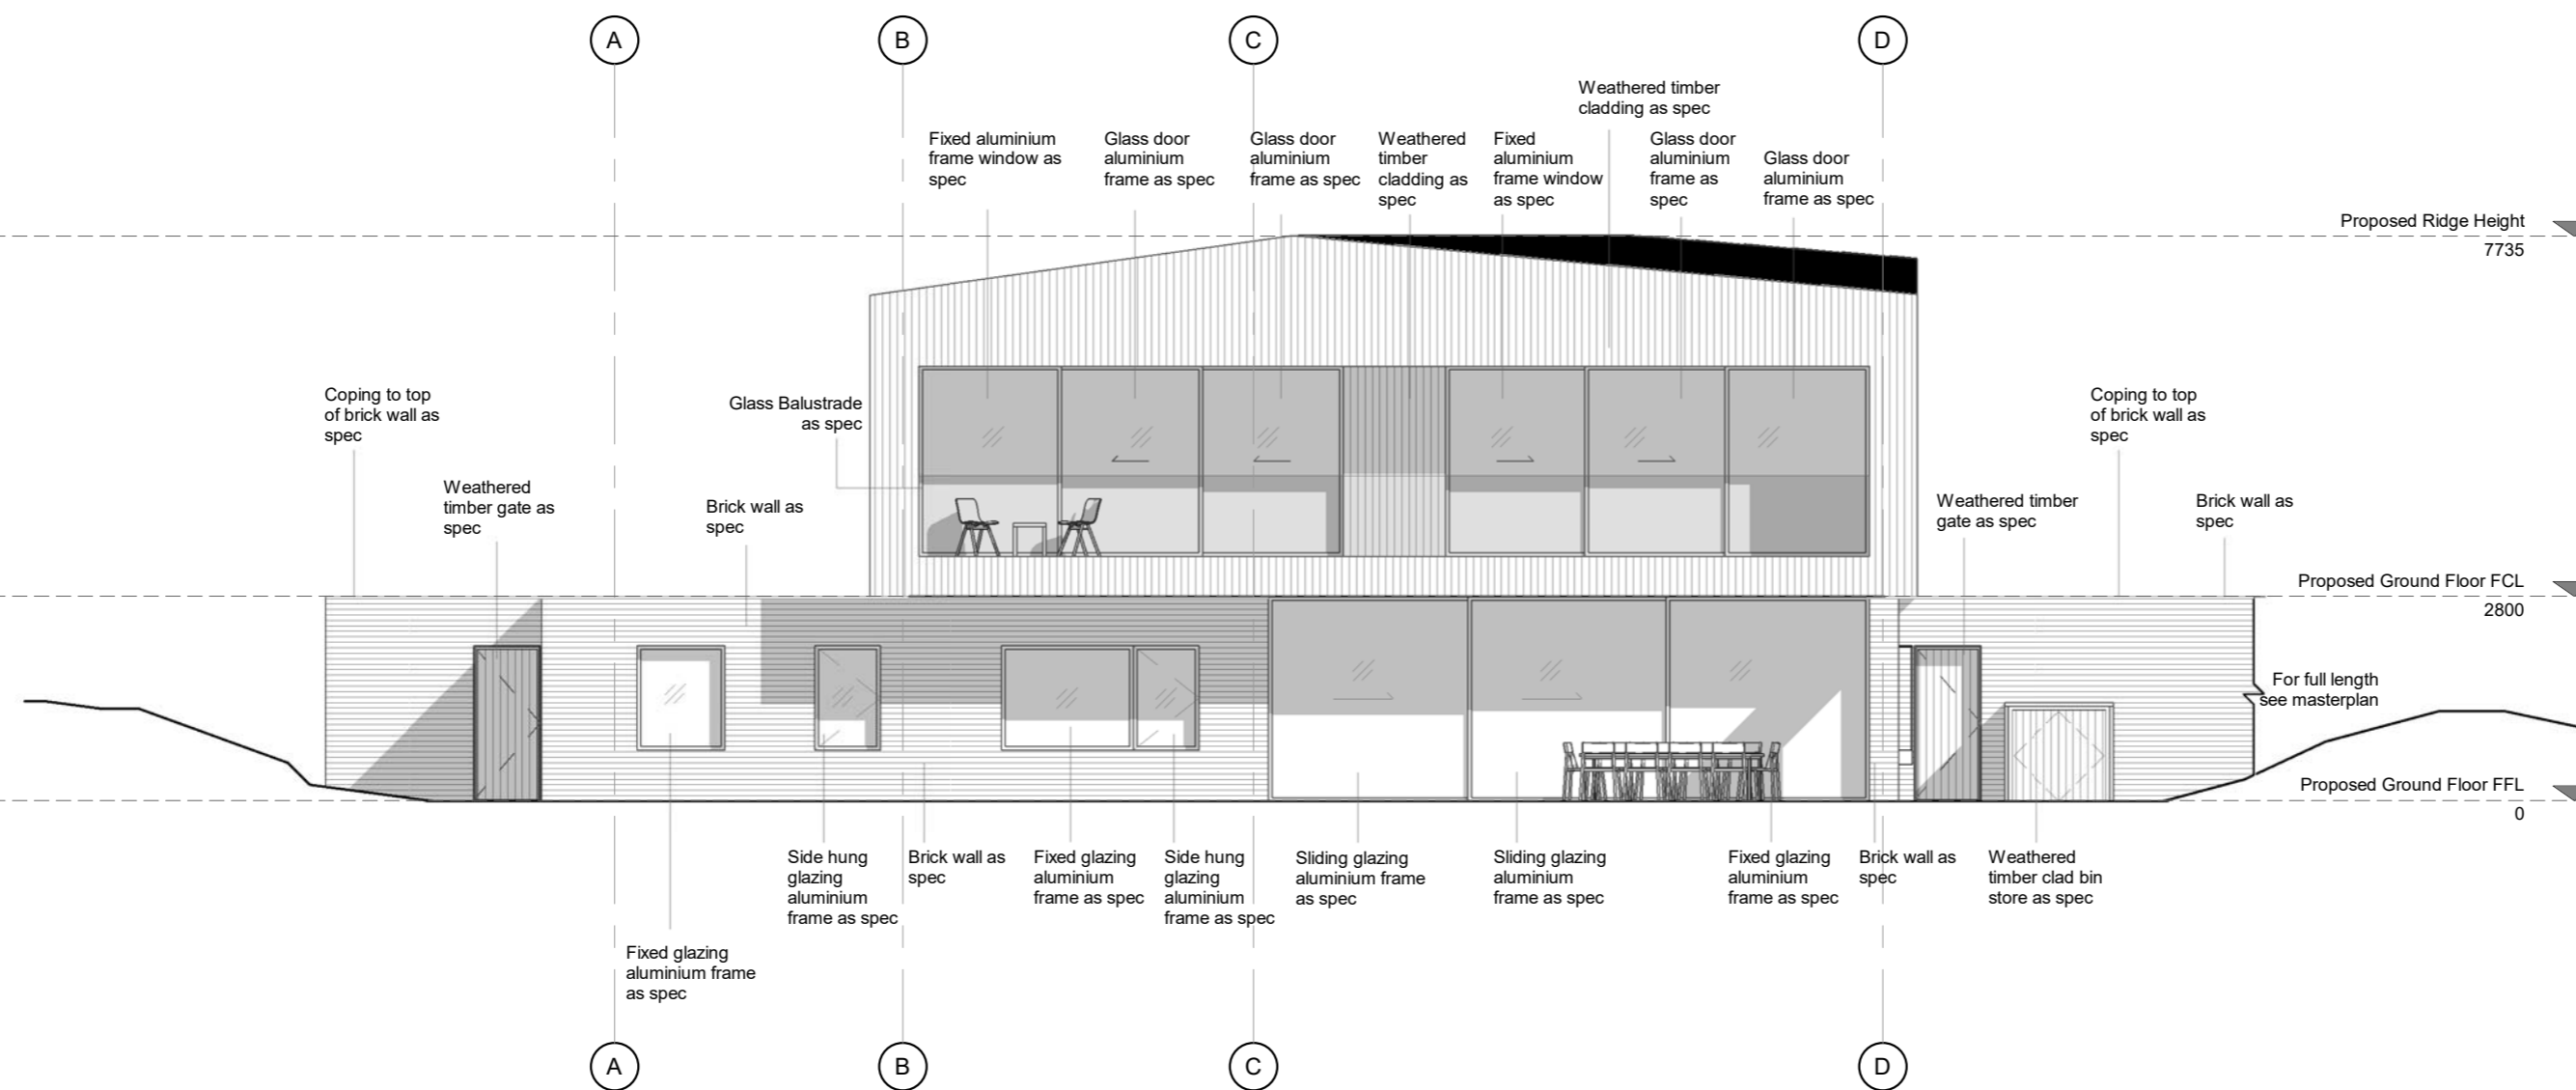 A
B
C
D
Weathered timber
cladding as spec
Fixed aluminium
frame window as
spec
Glass door
aluminium
frame as spec
Glass door
aluminium
frame as spec
Weathered
timber
cladding as
spec
Fixed
aluminium
frame window
as spec
Glass door
aluminium
frame as
spec
Glass door
aluminium
frame as spec
Proposed Ridge Height
7735
Coping to top
of brick wall as
spec
Glass Balustrade
as spec
Coping to top
of brick wall as
spec
Weathered
timber gate as
spec
Brick wall as
spec
Weathered timber
gate as spec
Brick wall as
spec
Proposed Ground Floor FCL
2800
For full length
see masterplan
Proposed Ground Floor FFL
0
Side hung
glazing
aluminium
frame as spec
Brick wall as
spec
Fixed glazing
aluminium
frame as spec
Side hung
glazing
aluminium
frame as spec
Sliding glazing
aluminium frame
as spec
Sliding glazing
aluminium
frame as spec
Fixed glazing
aluminium
frame as spec
Brick wall as
spec
Weathered
timber clad bin
store as spec
Fixed glazing
aluminium frame
as spec
A
B
C
D